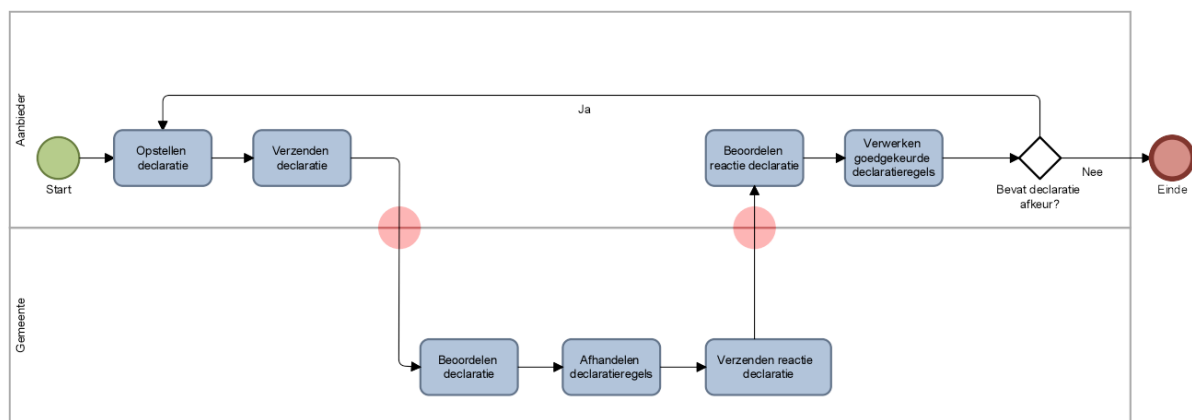 Aanbieder
Start
Opstellen
declaratie
Verzenden
declaratie
Ja
Beoordelen
reactie declaratie
Verwerken
goedgekeurde
declaratieregels
Bevat declaratie
afkeur?
Nee
Einde
Gemeente
Beoordelen
declaratie
Afhandelen
declaratieregels
Verzenden reactie
declaratie